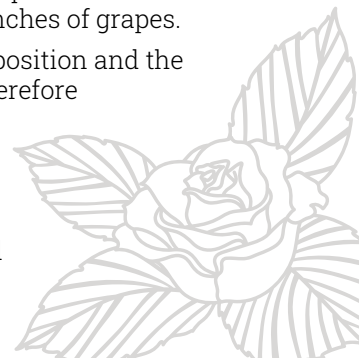 nches of grapes.
position and the
erefore